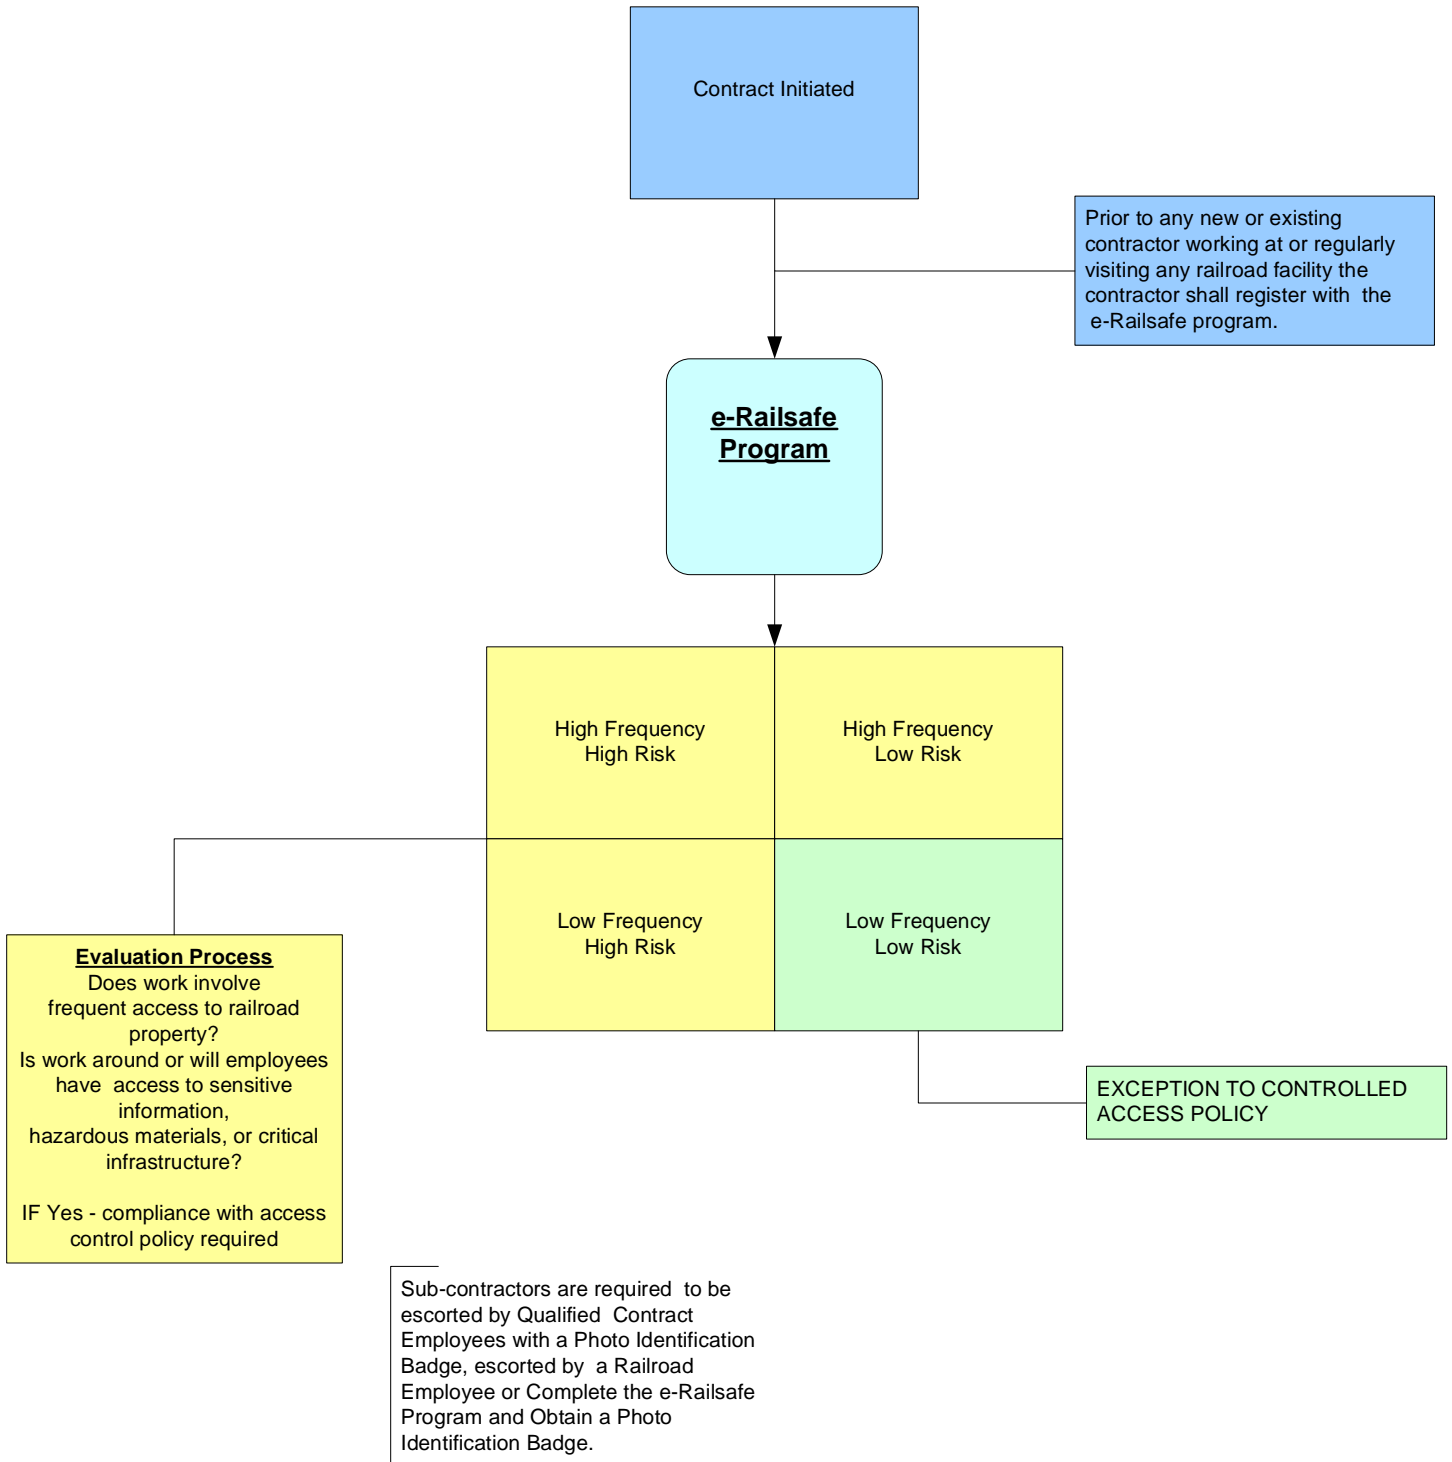 Contract Initiated
Prior to any new or existing
contractor working at or regularly
visiting any railroad facility the
contractor shall register with  the
e-Railsafe program.
e-Railsafe
Program
High Frequency
High Risk
High Frequency
Low Risk
Low Frequency
High Risk
Low Frequency
Low Risk
Evaluation Process
Does work involve
frequent access to railroad
property?
Is work around or will employees
have  access to sensitive
information,
hazardous materials, or critical
infrastructure?
IF Yes - compliance with access
control policy required
EXCEPTION TO CONTROLLED
ACCESS POLICY
Sub-contractors are required  to be
escorted by Qualified  Contract
Employees with a Photo Identification
Badge, escorted by  a Railroad
Employee or Complete the e-Railsafe
Program and Obtain a Photo
Identification Badge.